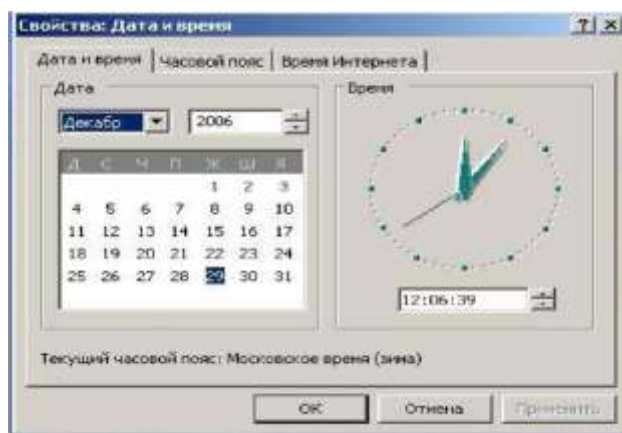 Свойства: Дата и время
Дата и время Часовой пояс Время Интернета
Дата
Время
Декабр 2006
Д С Ч П Ж Ш Я
1 2 3
4 5 6 7 8 9 10
11 12 13 14 15 16 17
18 19 20 21 22 23 24
25 26 27 28 29 30 31
12:06:39
Текущий часовой пояс: Московское время (зима)
ОК Отмена Применить